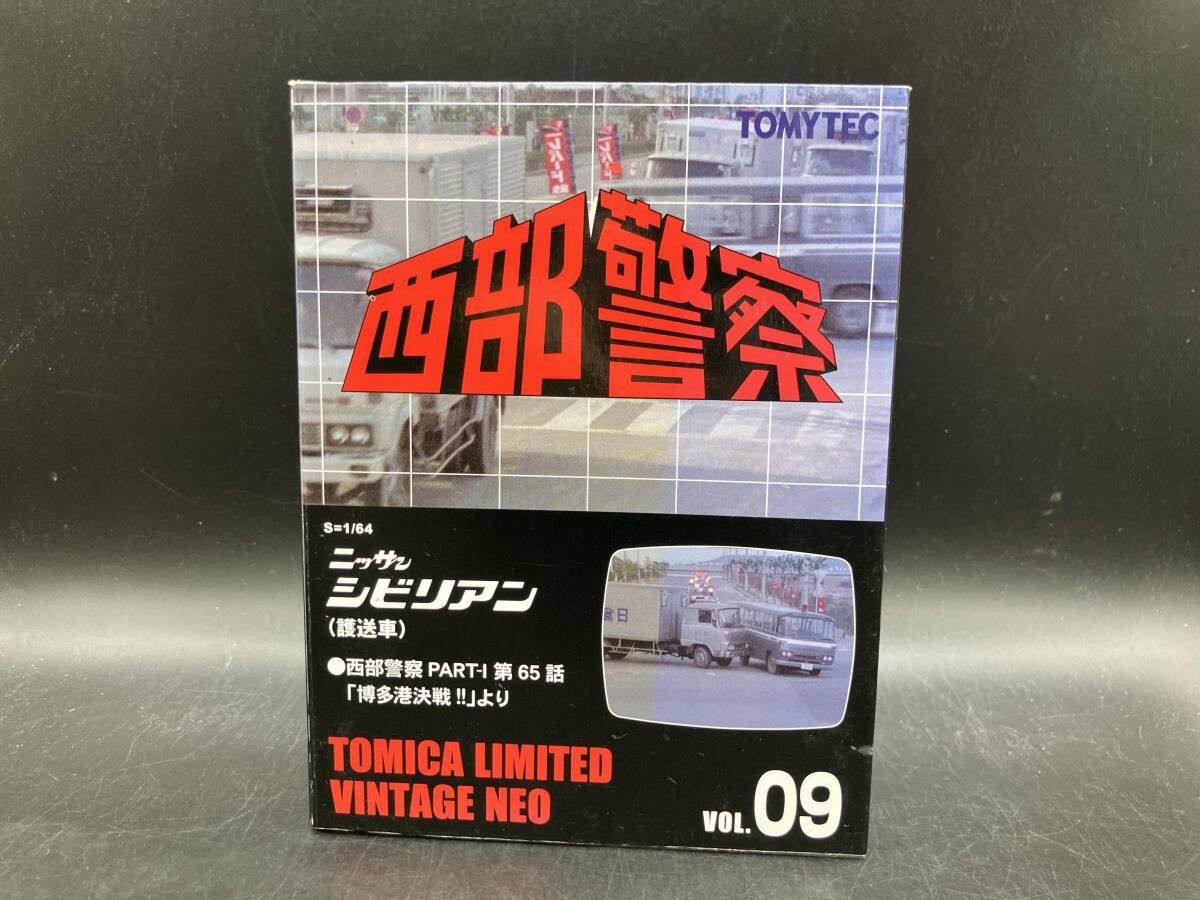 TOMYTEC
西部警察
S=1/64
ニッサン
シビリアン
(護送車)
●西部警察 PART-I 第65話
「博多港決戦!!」より
食日
TOMICA LIMITED
VINTAGE NEO
VOL. 09